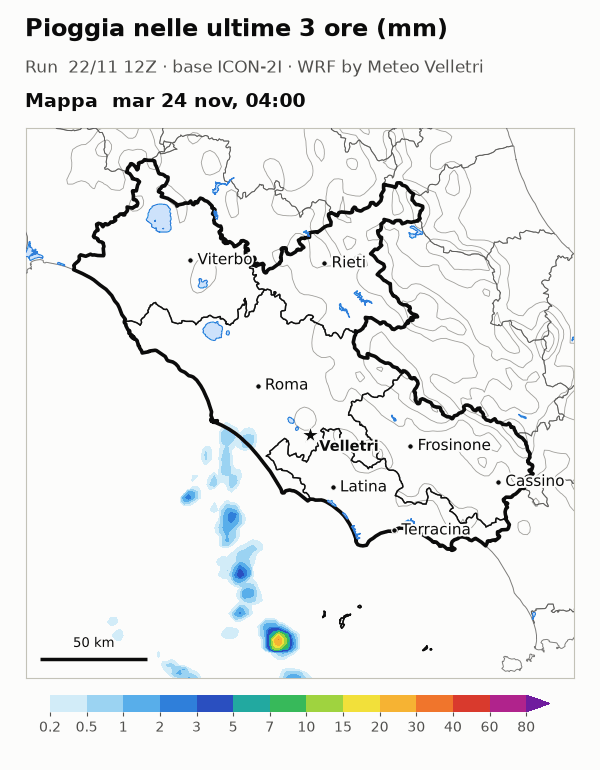 Pioggia nelle ultime 3 ore (mm)
Run 22/11 12Z · base ICON-2I · WRF by Meteo Velletri
Mappa mar 24 nov, 04:00
Viterbo
Rieti
Roma
Velletri
Frosinone
Latina
Cassino
Terracina
50 km
0.2 0.5 1 2 3 5 7 10 15 20 30 40 60 80